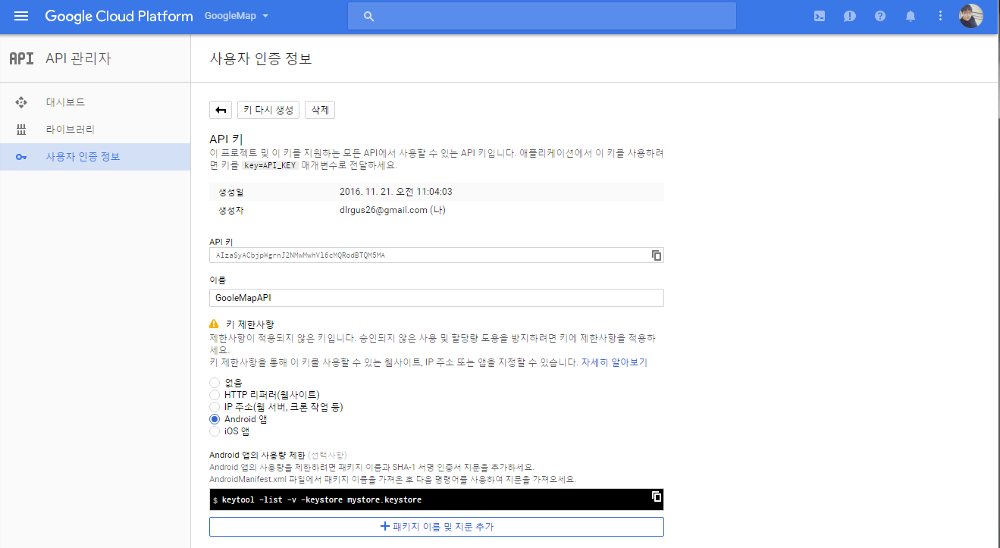 Google Cloud Platform GoogleMap
API API 관리자
사용자 인증 정보
대시보드
라이브러리
사용자 인증 정보
키 다시 생성 삭제
API 키
이 프로젝트 및 이 키를 지원하는 모든 API에서 사용할 수 있는 API 키입니다. 애플리케이션에서 이 키를 사용하려
면 키를 key=API_KEY 매개변수로 전달하세요.
생성일 2016. 11. 21. 오전 11:04:03
생성자 dlrgus26@gmail.com (나)
API 키
AIzaSyACbjpWgrnJ2NMwMwhVl6cMQRodBTQM5MA
이름
GooleMapAPI
키 제한사항
제한사항이 적용되지 않은 키입니다. 승인되지 않은 사용 및 할당량 도용을 방지하려면 키에 제한사항을 적용하
세요.
키 제한사항을 통해 이 키를 사용할 수 있는 웹사이트, IP 주소 또는 앱을 지정할 수 있습니다. 자세히 알아보기
없음
HTTP 리퍼러(웹사이트)
IP 주소(웹 서버, 크론 작업 등)
Android 앱
iOS 앱
Android 앱의 사용량 제한 (선택사항)
Android 앱의 사용량을 제한하려면 패키지 이름과 SHA-1 서명 인증서 지문을 추가하세요.
AndroidManifest.xml 파일에서 패키지 이름을 가져온 후 다음 명령어를 사용하여 지문을 가져오세요.
$ keytool -list -v -keystore mystore.keystore
+ 패키지 이름 및 지문 추가